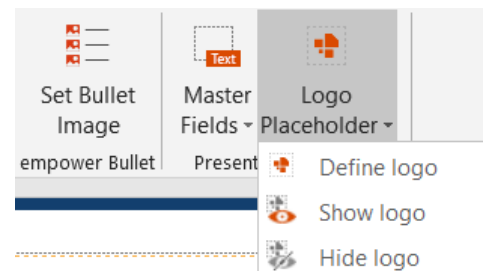 Text
Set Bullet
Image
Master
Fields
Logo
Placeholder
empower Bullet
Present
Define logo
Show logo
Hide logo